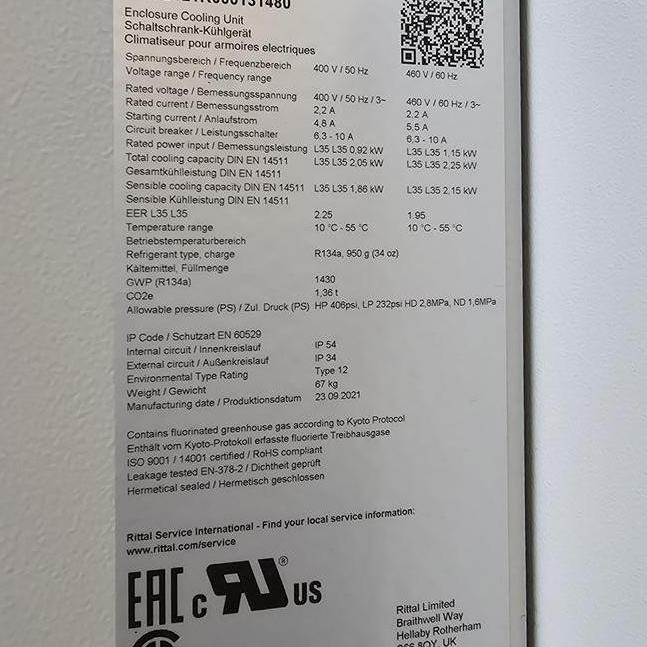 Enclosure Cooling Unit
Schaltschrank-Kühlgerät
Climatiseur pour armoires electriques
Spannungsbereich / Frequenzbereich
Voltage range / Frequency range 400 V / 50 Hz 460 V / 60 Hz
Rated voltage / Bemessungsspannung 400 V / 50 Hz / 3~ 460 V / 60 Hz / 3~
Rated current / Bemessungsstrom 2,2 A 2,2 A
Starting current / Anlaufstrom 4,8 A 5,5 A
Circuit breaker / Leistungsschalter 6,3 - 10 A 6,3 - 10 A
Rated power input / Bemessungsleistung L35 L35 0,92 kW L35 L35 1,15 kW
Total cooling capacity DIN EN 14511 L35 L35 2,05 kW L35 L35 2,25 kW
Gesamtkühlleistung DIN EN 14511
Sensible cooling capacity DIN EN 14511 L35 L35 1,86 kW L35 L35 2,15 kW
Sensible Kühlleistung DIN EN 14511
EER L35 L35 2.25 1.95
Temperature range 10 °C - 55 °C 10 °C - 55 °C
Betriebstemperaturbereich
Refrigerant type, charge R134a, 950 g (34 oz)
Kältemittel, Füllmenge
GWP (R134a) 1430
CO2e 1,36 t
Allowable pressure (PS) / Zul. Druck (PS) HP 406psi, LP 232psi HD 2,8MPa, ND 1,6MPa
IP Code / Schutzart EN 60529
Internal circuit / Innenkreislauf IP 54
External circuit / Außenkreislauf IP 34
Environmental Type Rating Type 12
Weight / Gewicht 67 kg
Manufacturing date / Produktionsdatum 23.09.2021
Contains fluorinated greenhouse gas according to Kyoto Protocol
Enthält vom Kyoto-Protokoll erfasste fluorierte Treibhausgase
ISO 9001 / 14001 certified / RoHS compliant
Leakage tested EN-378-2 / Dichtheit geprüft
Hermetical sealed / Hermetisch geschlossen
Rittal Service International - Find your local service information:
www.rittal.com/service
EAC c RU® US
Rittal Limited
Braithwell Way
Hellaby Rotherham
8QY, UK